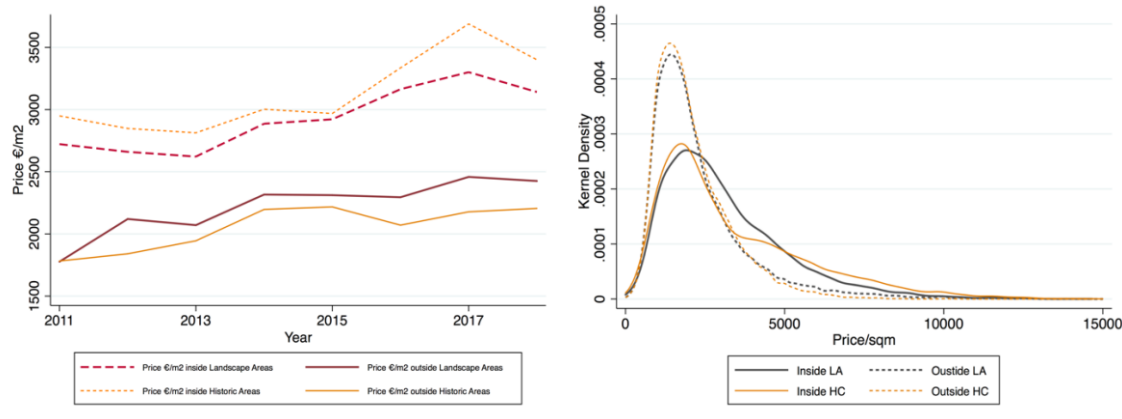 Price €/m2
3500
3000
2500
2000
1500
2011
2013
2015
2017
Year
Price €/m2 inside Landscape Areas
Price €/m2 outside Landscape Areas
Price €/m2 inside Historic Areas
Price €/m2 outside Historic Areas
Kernel Density
.0005
.0004
.0003
.0002
.0001
0
0
5000
10000
15000
Price/sqm
Inside LA
Oustide LA
Inside HC
Outside HC